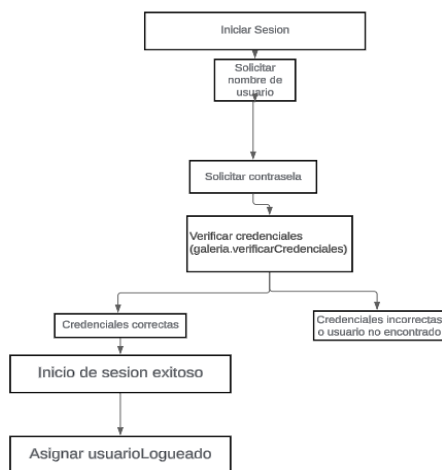 Iniciar Sesion
Solicitar
nombre de
usuario
Solicitar contrasela
Verificar credenciales
(galeria.verificarCredenciales)
Credenciales correctas
Credenciales incorrectas
o usuario no encontrado
Inicio de sesion exitoso
Asignar usuarioLogueado